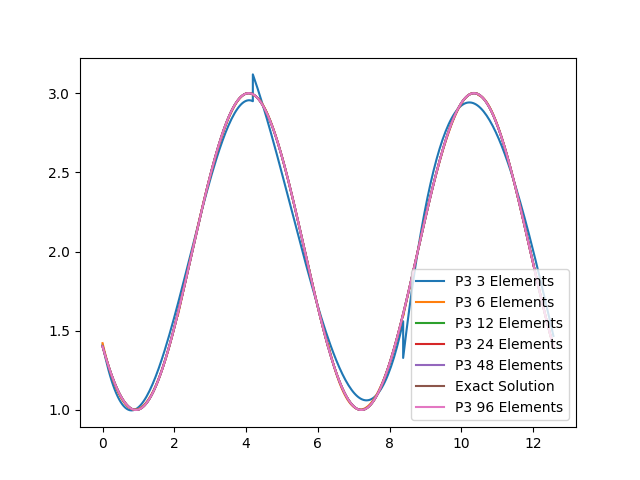 3.0
2.5
2.0
1.5
1.0
0
2
4
6
8
10
12
P3 3 Elements
P3 6 Elements
P3 12 Elements
P3 24 Elements
P3 48 Elements
Exact Solution
P3 96 Elements